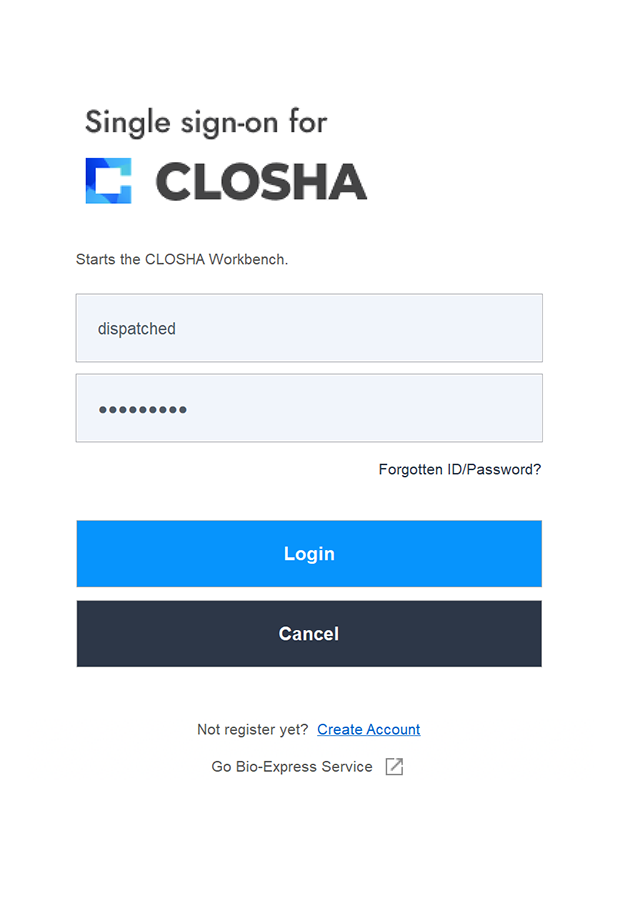 Single sign-on for
CLOSHA
Starts the CLOSHA Workbench.
dispatched
•••••••••
Forgotten ID/Password?
Login
Cancel
Not register yet? Create Account
Go Bio-Express Service